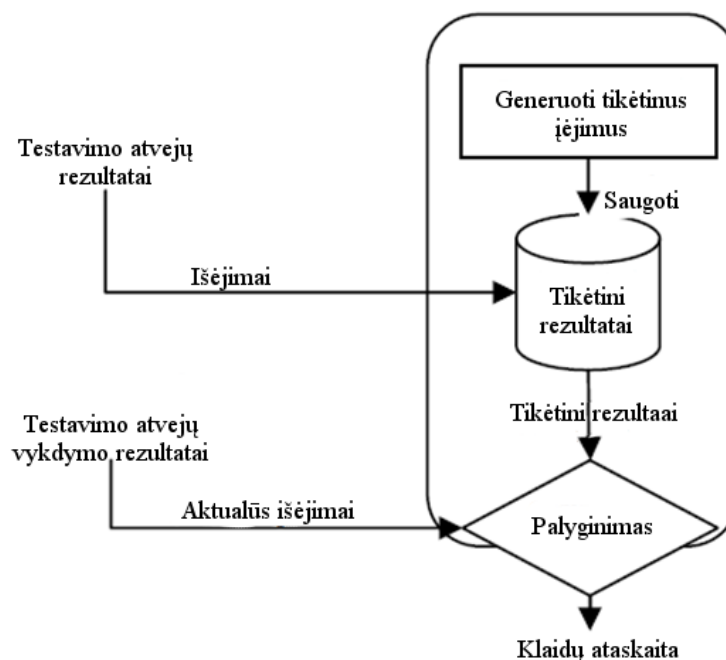 Generuoti tikėtinus
įėjimus
Testavimo atvejų
rezultatai
Saugoti
Išėjimai
Tikėtini
rezultatai
Tikėtini rezultaai
Testavimo atvejų
vykdymo rezultatai
Aktualūs išėjimai
Palyginimas
Klaidų ataskaita